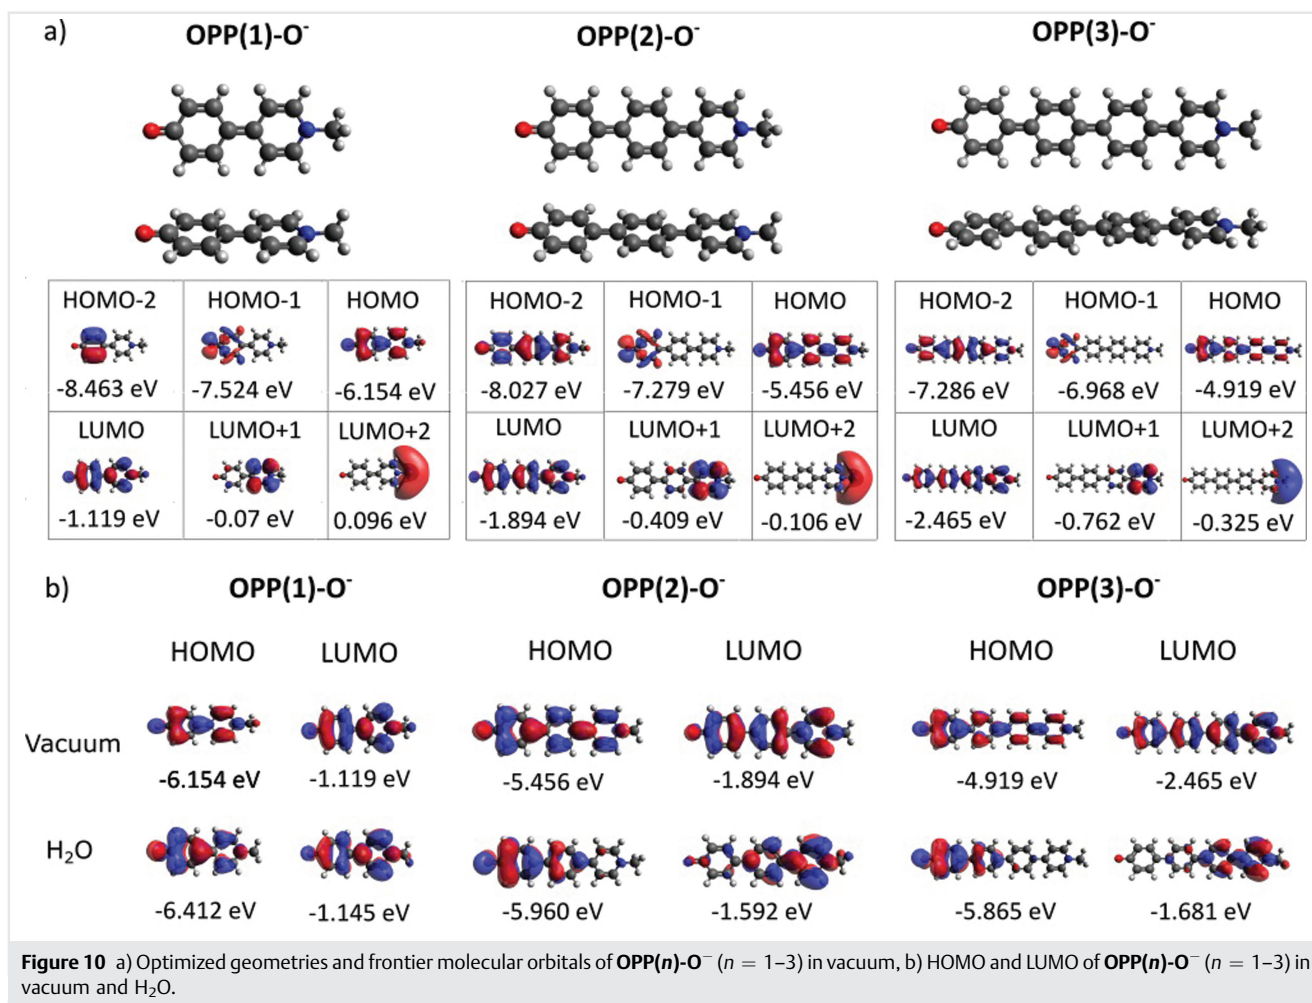 a)
OPP(1)-O⁻ OPP(2)-O⁻ OPP(3)-O⁻
HOMO-2 HOMO-1 HOMO HOMO-2 HOMO-1 HOMO HOMO-2 HOMO-1 HOMO
-8.463 eV -7.524 eV -6.154 eV -8.027 eV -7.279 eV -5.456 eV -7.286 eV -6.968 eV -4.919 eV
LUMO LUMO+1 LUMO+2 LUMO LUMO+1 LUMO+2 LUMO LUMO+1 LUMO+2
-1.119 eV -0.07 eV 0.096 eV -1.894 eV -0.409 eV -0.106 eV -2.465 eV -0.762 eV -0.325 eV
b)
OPP(1)-O⁻ OPP(2)-O⁻ OPP(3)-O⁻
HOMO LUMO HOMO LUMO HOMO LUMO
Vacuum
-6.154 eV -1.119 eV -5.456 eV -1.894 eV -4.919 eV -2.465 eV
H₂O
-6.412 eV -1.145 eV -5.960 eV -1.592 eV -5.865 eV -1.681 eV
Figure 10 a) Optimized geometries and frontier molecular orbitals of OPP(n)-O⁻ (n = 1–3) in vacuum, b) HOMO and LUMO of OPP(n)-O⁻ (n = 1–3) in
vacuum and H₂O.